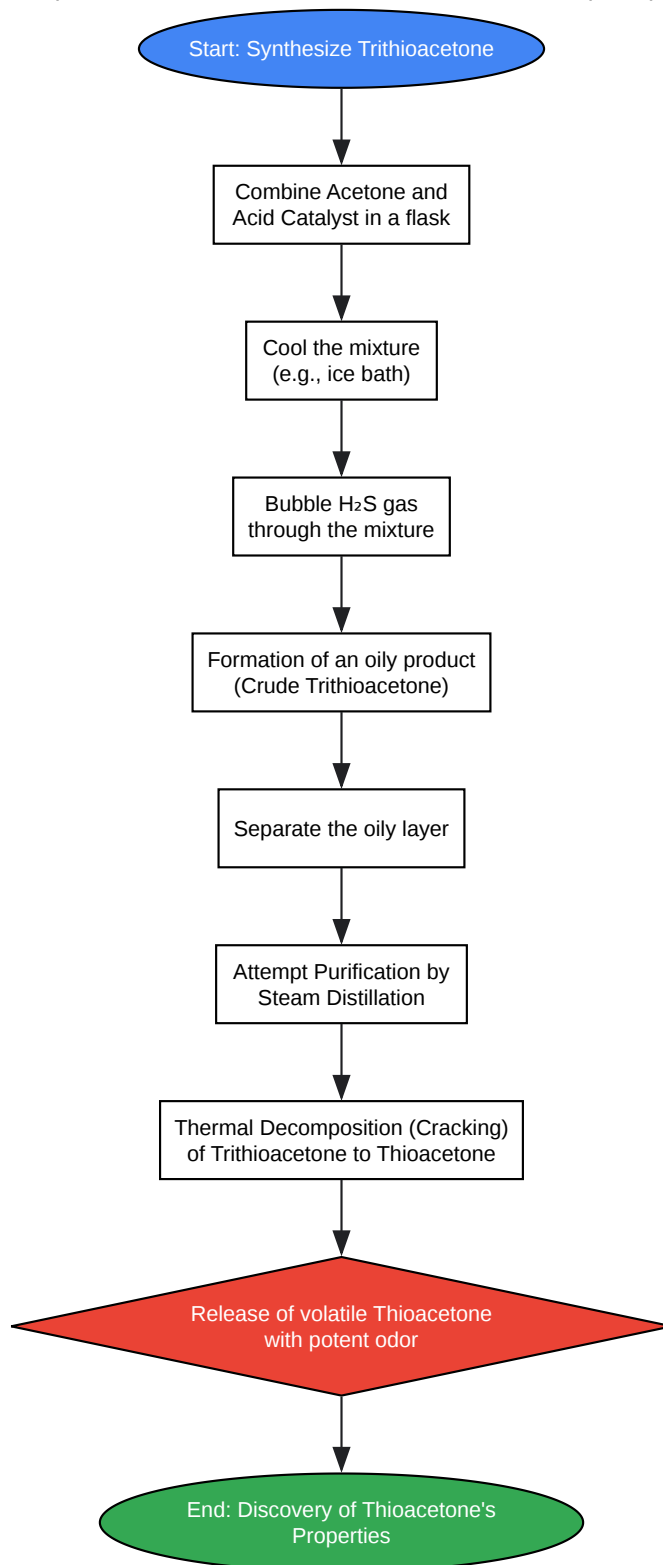 Start: Synthesize Trithioacetone
Combine Acetone and
Acid Catalyst in a flask
Cool the mixture
(e.g., ice bath)
Bubble H₂S gas
through the mixture
Formation of an oily product
(Crude Trithioacetone)
Separate the oily layer
Attempt Purification by
Steam Distillation
Thermal Decomposition (Cracking)
of Trithioacetone to Thioacetone
Release of volatile Thioacetone
with potent odor
End: Discovery of Thioacetone's
Properties